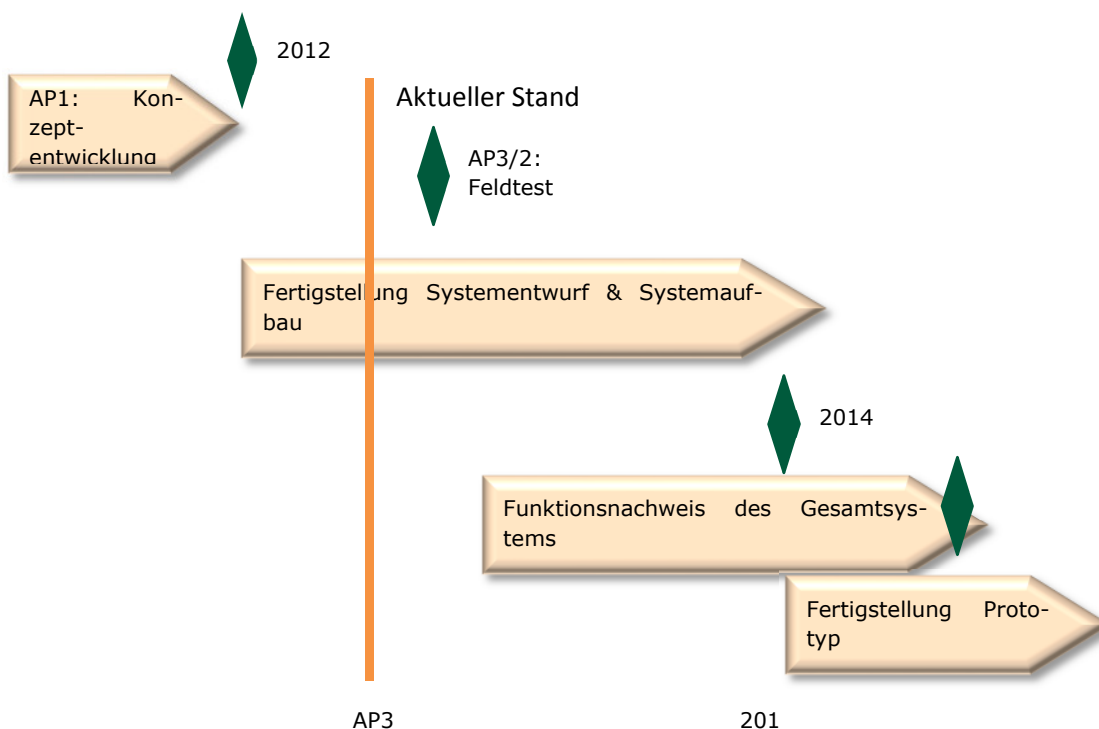 2012
AP1: Kon-
zept-
entwicklung
Aktueller Stand
AP3/2:
Feldtest
Fertigstellung Systementwurf & Systemauf-
bau
2014
Funktionsnachweis des Gesamtsys-
tems
Fertigstellung Proto-
typ
AP3
201